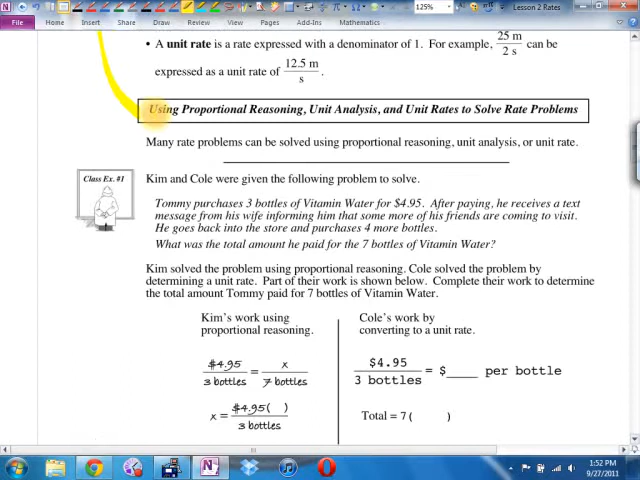 125%
Lesson 2 Rates
File
Home
Insert
Share
Draw
Review
View
Pages
Add-Ins
Mathematics
• A unit rate is a rate expressed with a denominator of 1. For example, 25 m / 2 s can be
expressed as a unit rate of 12.5 m / s .
Using Proportional Reasoning, Unit Analysis, and Unit Rates to Solve Rate Problems
Many rate problems can be solved using proportional reasoning, unit analysis, or unit rate.
Class Ex. #1
Kim and Cole were given the following problem to solve.
Tommy purchases 3 bottles of Vitamin Water for $4.95. After paying, he receives a text
message from his wife informing him that some more of his friends are coming to visit.
He goes back into the store and purchases 4 more bottles.
What was the total amount he paid for the 7 bottles of Vitamin Water?
Kim solved the problem using proportional reasoning. Cole solved the problem by
determining a unit rate. Part of their work is shown below. Complete their work to determine
the total amount Tommy paid for 7 bottles of Vitamin Water.
Kim's work using
proportional reasoning.
$4.95 / 3 bottles = x / 7 bottles
x = $4.95( ) / 3 bottles
Cole's work by
converting to a unit rate.
$4.95 / 3 bottles = $____ per bottle
Total = 7( )
1:52 PM
9/27/2011